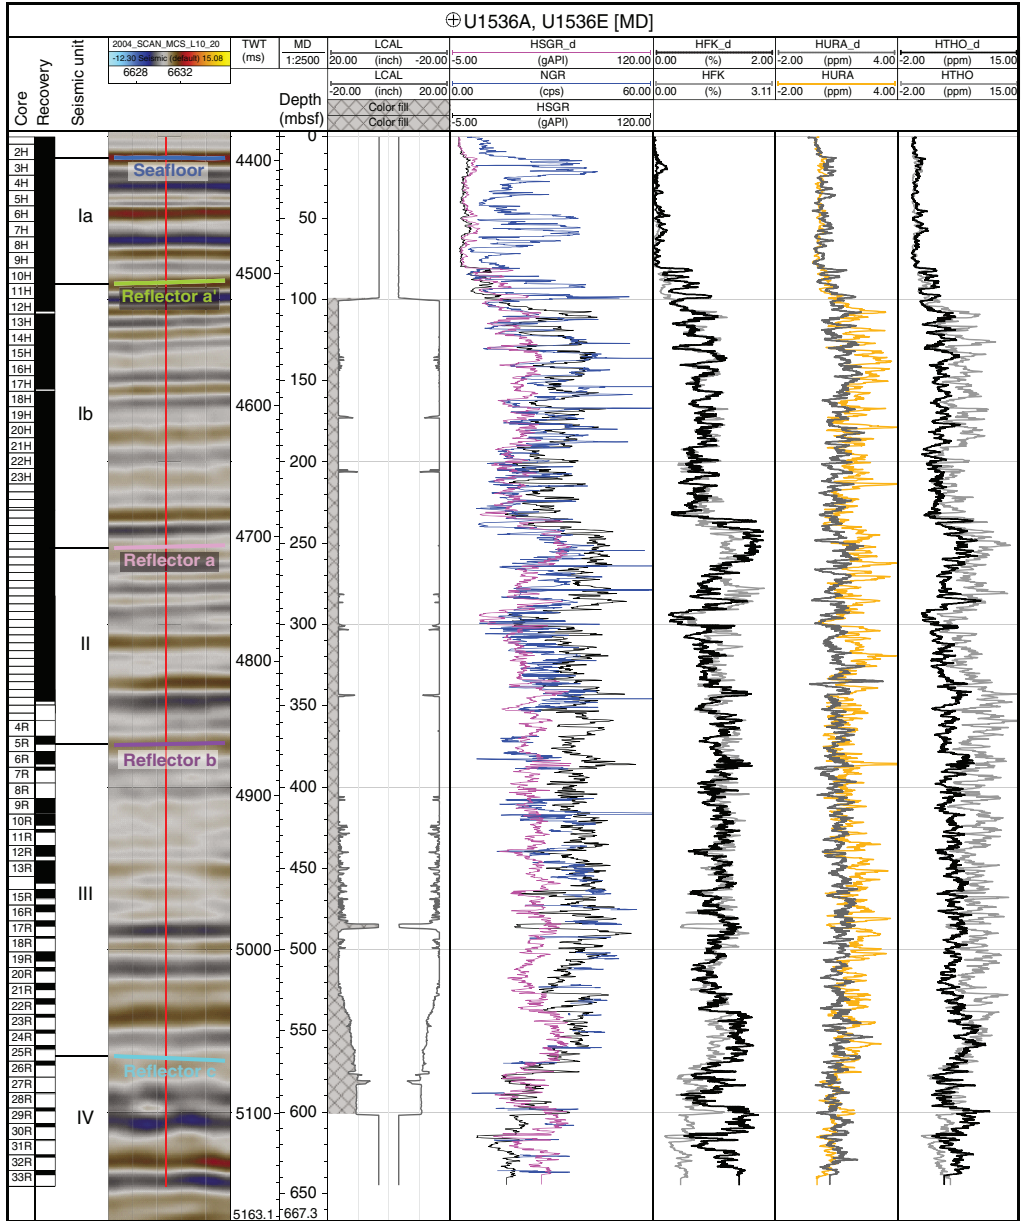 U1536A, U1536E [MD]
Core
Recovery
Seismic unit
2004_SCAN_MCS_L10_20
-12.30 Seismic (default) 15.08
6628 6632
TWT
(ms)
MD
1:2500
Depth
(mbsf)
LCAL
20.00 (inch) -20.00
LCAL
-20.00 (inch) 20.00
Color fill
Color fill
HSGR_d
-5.00 (gAPI) 120.00
NGR
0.00 (cps) 60.00
HSGR
-5.00 (gAPI) 120.00
HFK_d
0.00 (%) 2.00
HFK
0.00 (%) 3.11
HURA_d
-2.00 (ppm) 4.00
HURA
-2.00 (ppm) 4.00
HTHO_d
-2.00 (ppm) 15.00
HTHO
-2.00 (ppm) 15.00
2H
3H
4H
5H
6H
7H
8H
9H
10H
11H
12H
13H
14H
15H
16H
17H
18H
19H
20H
21H
22H
23H
4R
5R
6R
7R
8R
9R
10R
11R
12R
13R
15R
16R
17R
18R
19R
20R
21R
22R
23R
24R
25R
26R
27R
28R
29R
30R
31R
32R
33R
Ia
Ib
II
III
IV
Seafloor
Reflector a'
Reflector a
Reflector b
Reflector c
4400
4500
4600
4700
4800
4900
5000
5100
5163.1
0
50
100
150
200
250
300
350
400
450
500
550
600
650
667.3